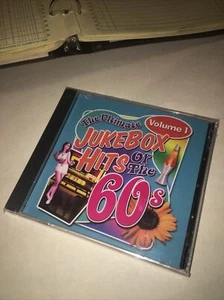 The Ultimate
Volume 1
JUKEBOX
HITS Of The
60s